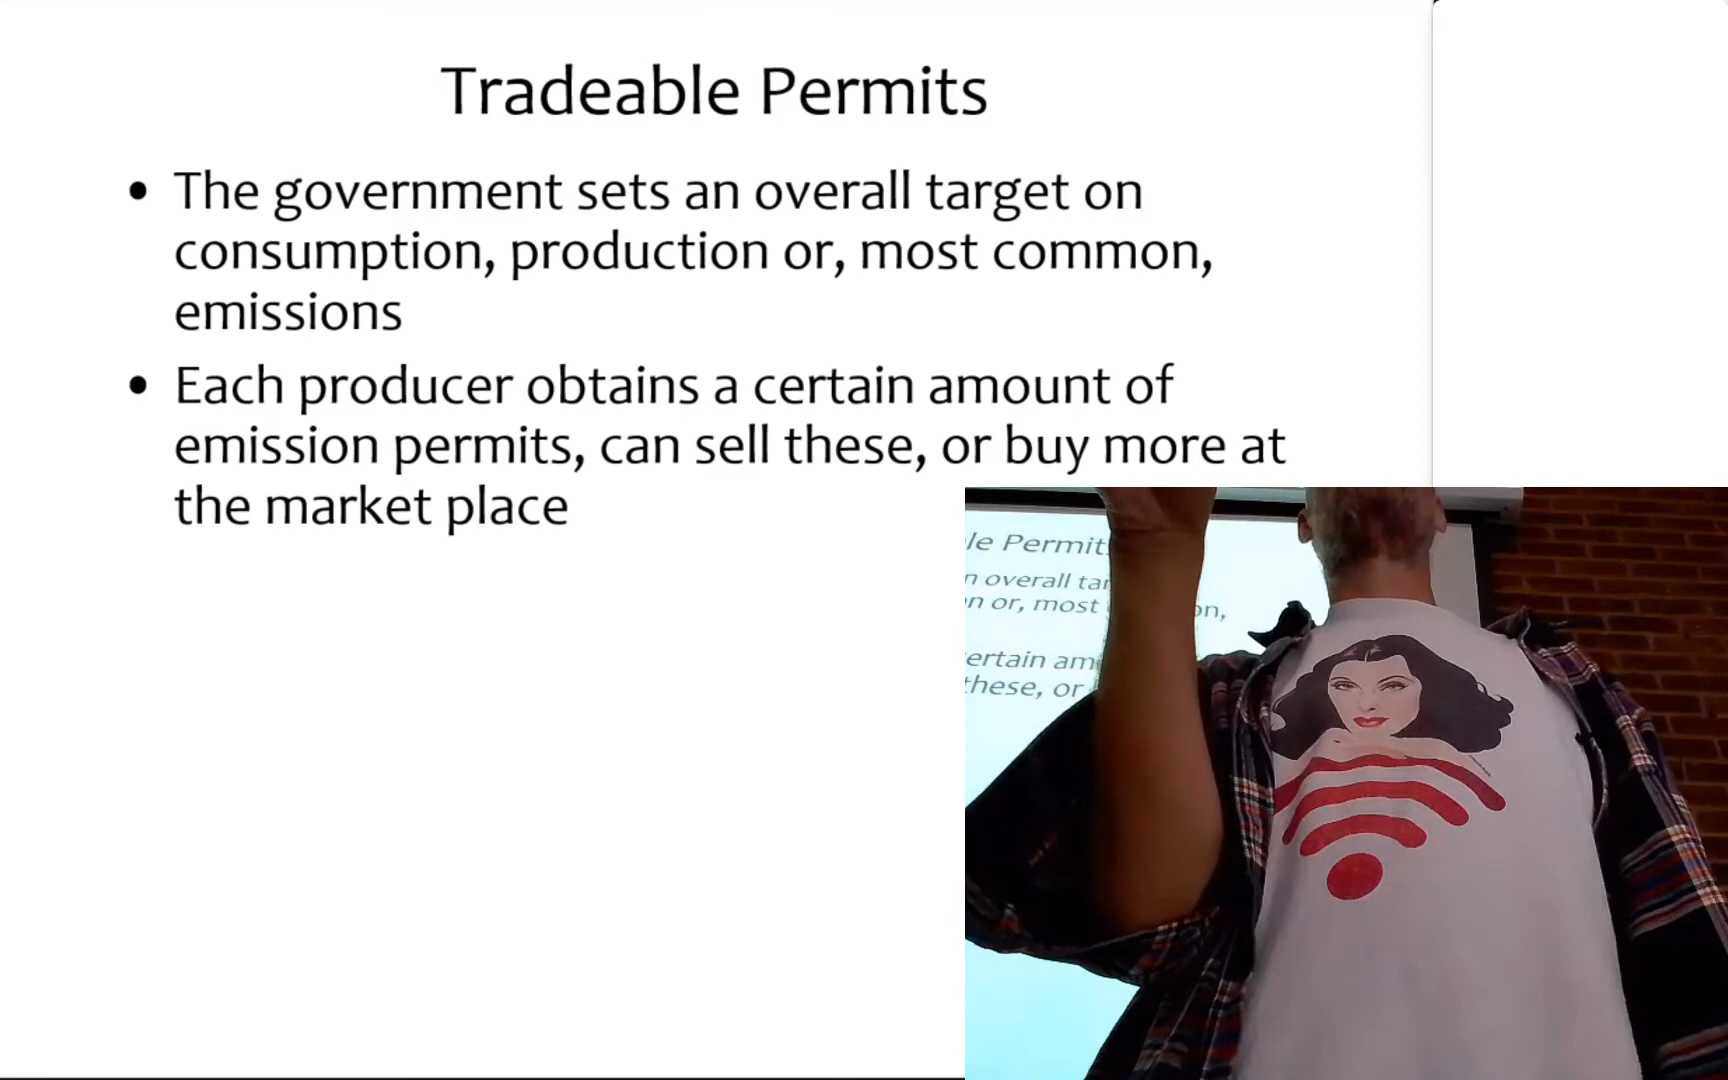 Tradeable Permits
• The government sets an overall target on
consumption, production or, most common,
emissions
• Each producer obtains a certain amount of
emission permits, can sell these, or buy more at
the market place
le Permit
n overall tar
n or, most on,
ertain am
these, or